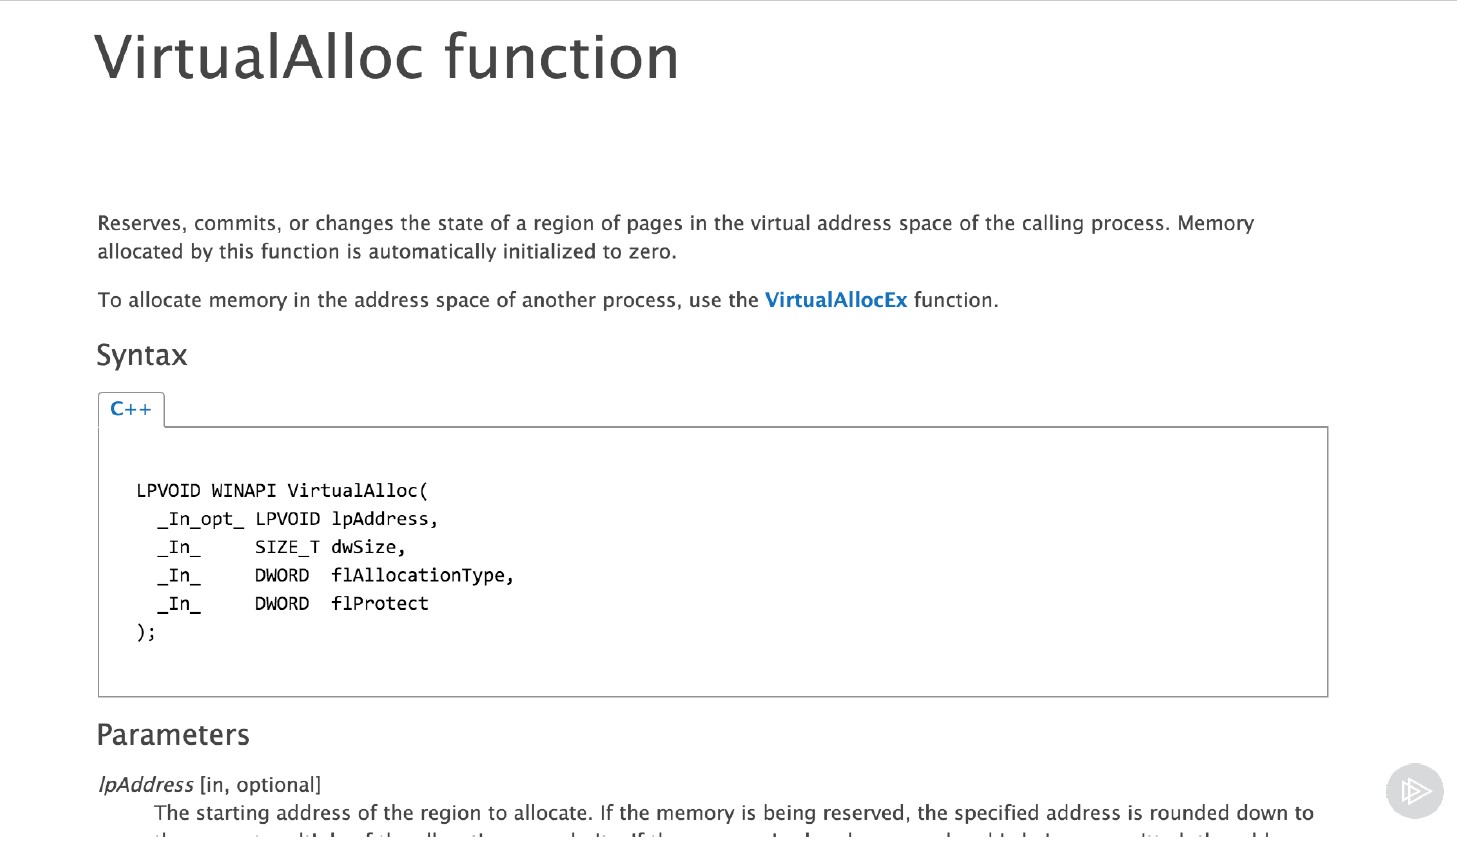 VirtualAlloc function
Reserves, commits, or changes the state of a region of pages in the virtual address space of the calling process. Memory
allocated by this function is automatically initialized to zero.
To allocate memory in the address space of another process, use the VirtualAllocEx function.
Syntax
C++
LPVOID WINAPI VirtualAlloc(
  _In_opt_ LPVOID lpAddress,
  _In_     SIZE_T dwSize,
  _In_     DWORD  flAllocationType,
  _In_     DWORD  flProtect
);
Parameters
lpAddress [in, optional]
The starting address of the region to allocate. If the memory is being reserved, the specified address is rounded down to